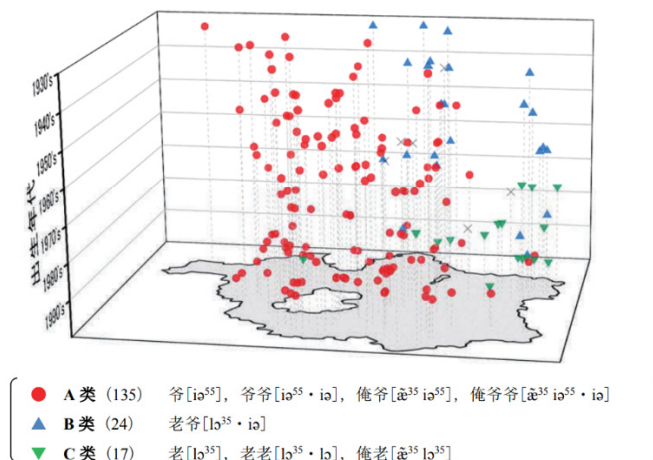 1930's
1940's
1950's
1960's
1970's
1980's
1990's
出生年代
A 类（135） 爷[iə⁵⁵]，爷爷[iə⁵⁵·iə]，俺爷[æ̃³⁵ iə⁵⁵]，俺爷爷[æ̃³⁵ iə⁵⁵·iə]
B 类（24） 老爷[lɔ³⁵·iə]
C 类（17） 老[lɔ³⁵]，老老[lɔ³⁵·lɔ]，俺老[æ̃³⁵ lɔ³⁵]